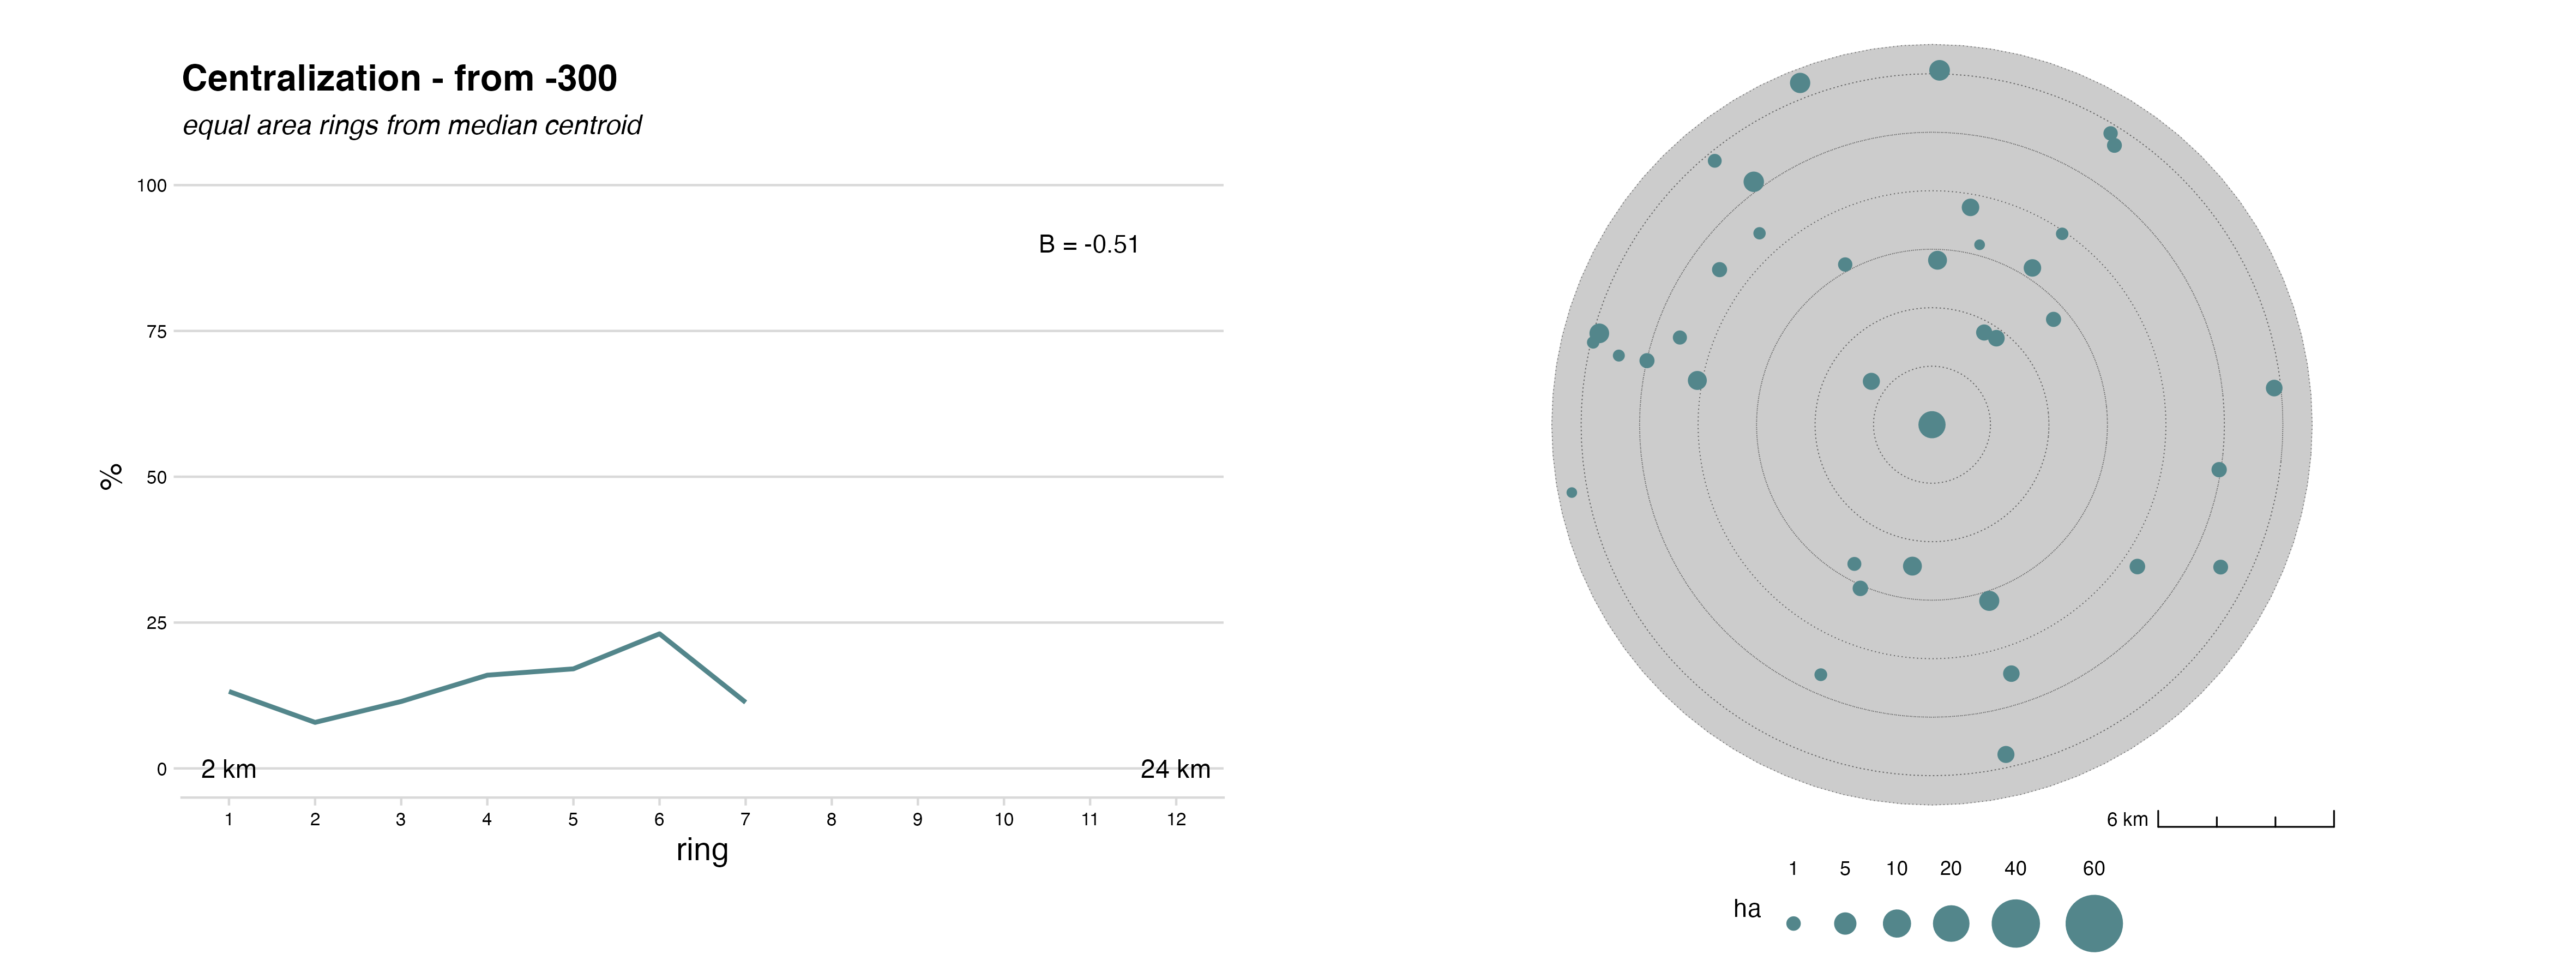 Centralization - from -300
equal area rings from median centroid
100
75
50
25
0
%
B = -0.51
2 km
24 km
1 2 3 4 5 6 7 8 9 10 11 12
ring
6 km
1 5 10 20 40 60
ha